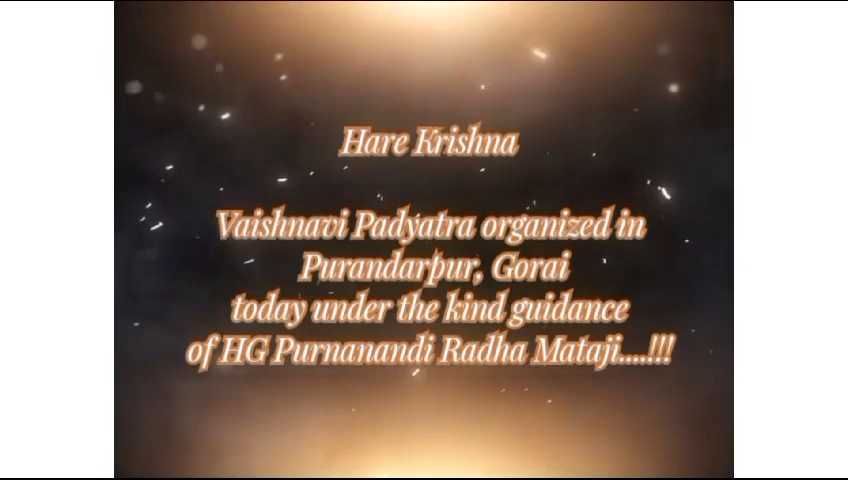 Hare Krishna
Vaishnavi Padyatra organized in
Purandarpur, Gorai
today under the kind guidance
of HG Purnanandi Radha Mataji....!!!